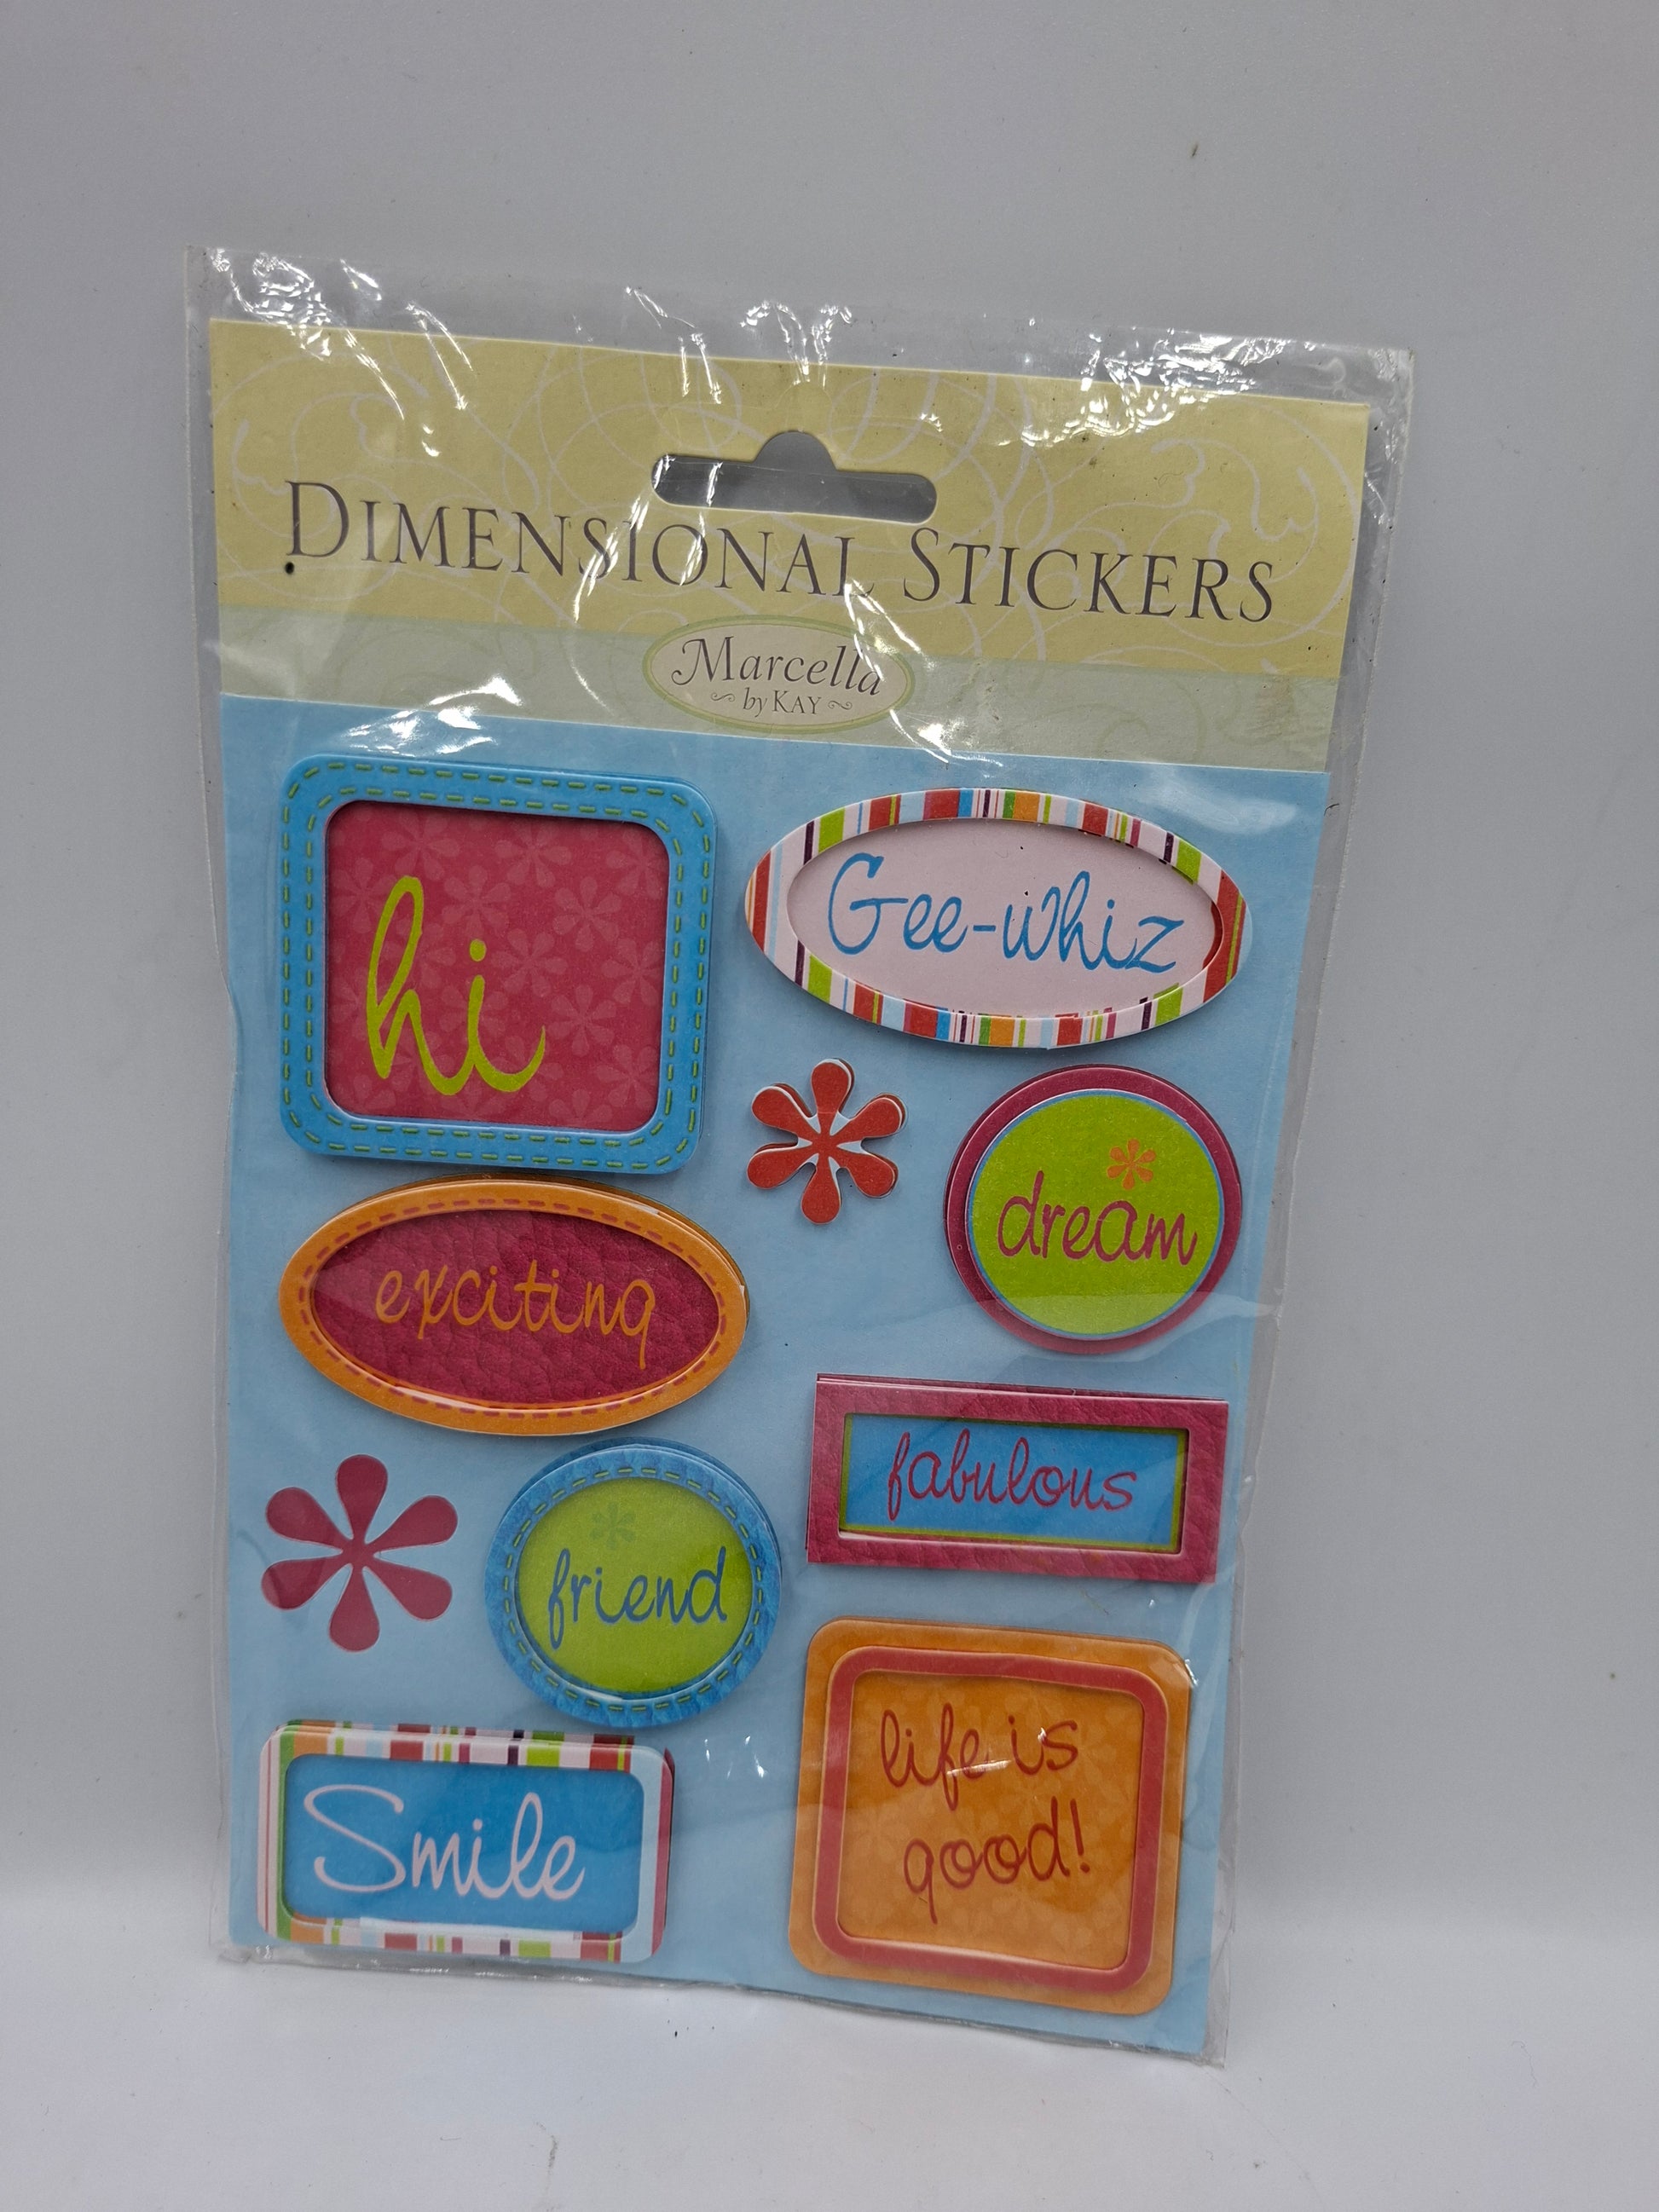 DIMENSIONAL STICKERS
Marcella
by KAY
hi
Gee-whiz
dream
exciting
fabulous
friend
life is
good!
Smile